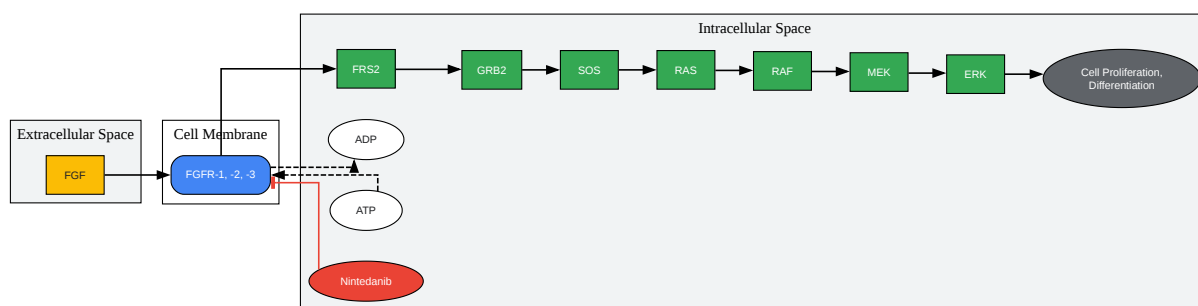 Intracellular Space
FRS2
GRB2
SOS
RAS
RAF
MEK
ERK
Cell Proliferation,
Differentiation
Extracellular Space
Cell Membrane
ADP
FGF
FGFR-1, -2, -3
ATP
Nintedanib